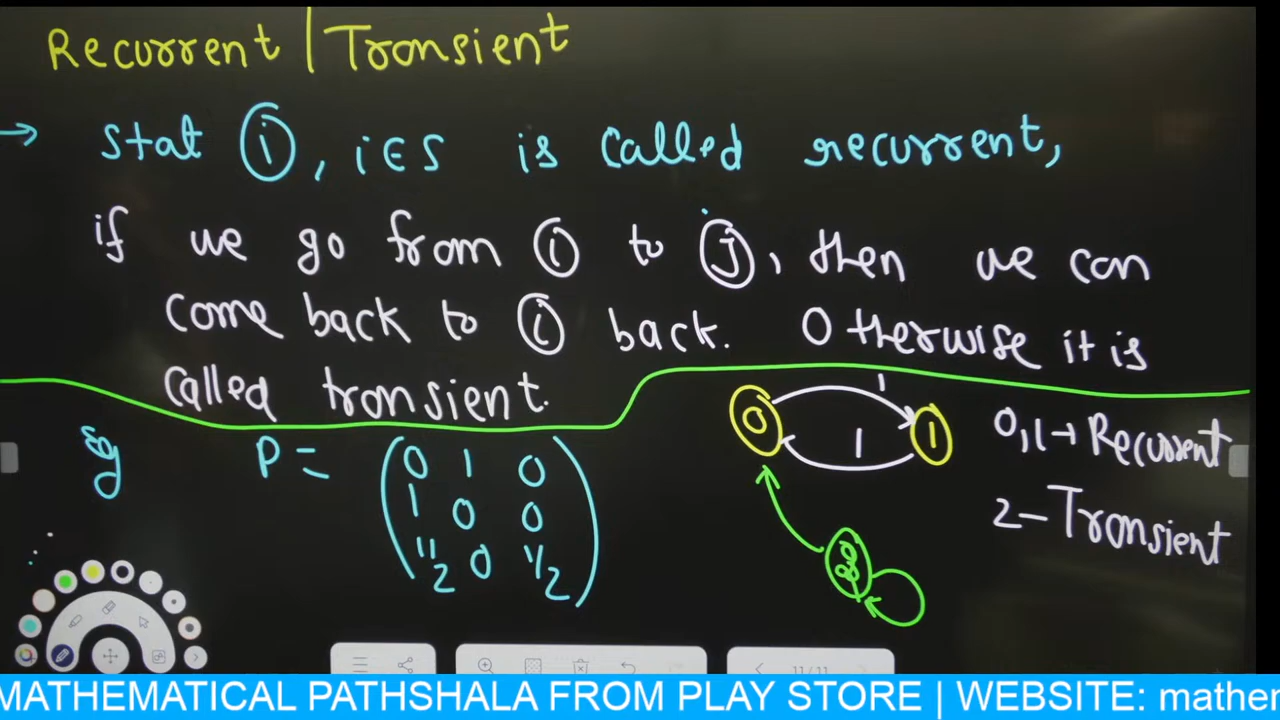 Recurrent | Transient
→ stat ⓘ, i∈S is called recurrent,
if we go from ⓘ to Ⓙ, then we can
come back to ⓘ back. Otherwise it is
called transient.
eg P = ( 0 1 0
1 0 0
1/2 0 1/2 )
0 1 1 1
0,1→ Recurrent
2 – Transient
11/11
MATHEMATICAL PATHSHALA FROM PLAY STORE | WEBSITE: mather